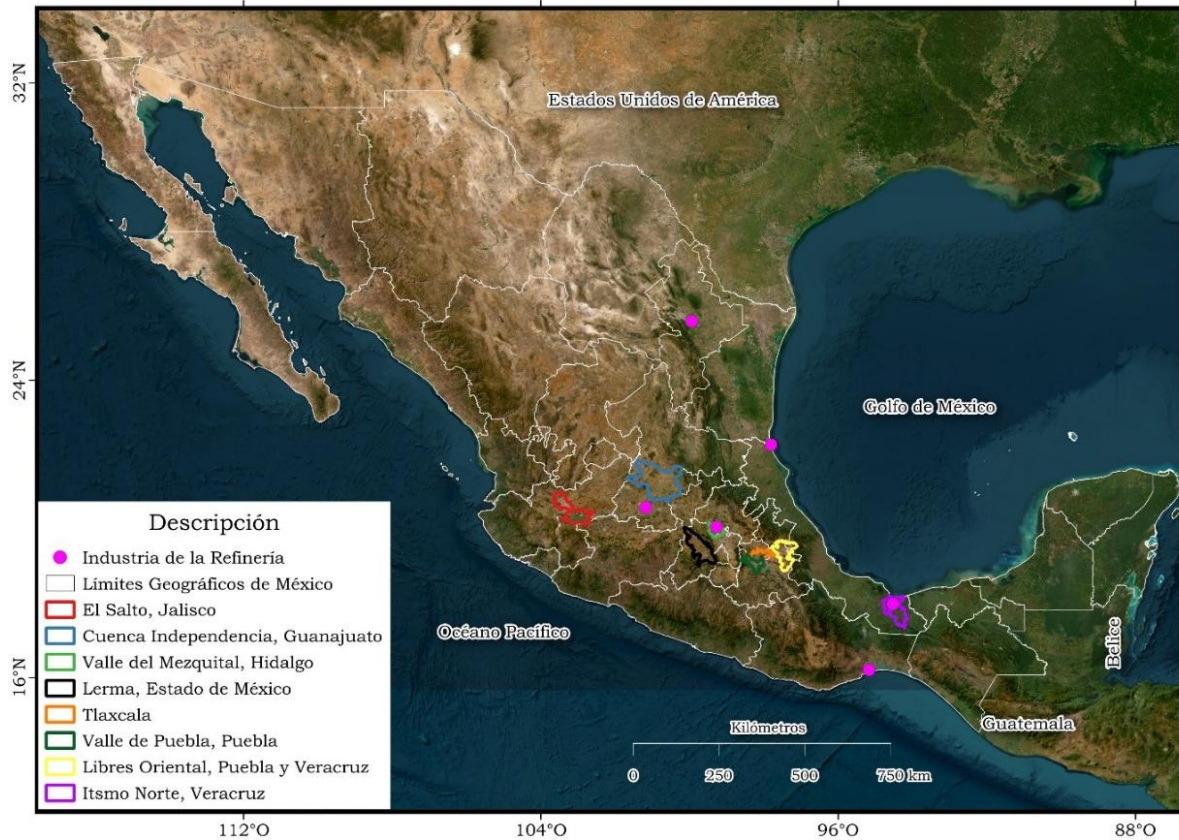 32°N
24°N
16°N
112°O
104°O
96°O
88°O
Estados Unidos de América
Golfo de México
Océano Pacífico
Belice
Guatemala
Kilómetros
0 250 500 750 km
Descripción
Industria de la Refinería
Límites Geográficos de México
El Salto, Jalisco
Cuenca Independencia, Guanajuato
Valle del Mezquital, Hidalgo
Lerma, Estado de México
Tlaxcala
Valle de Puebla, Puebla
Libres Oriental, Puebla y Veracruz
Itsmo Norte, Veracruz